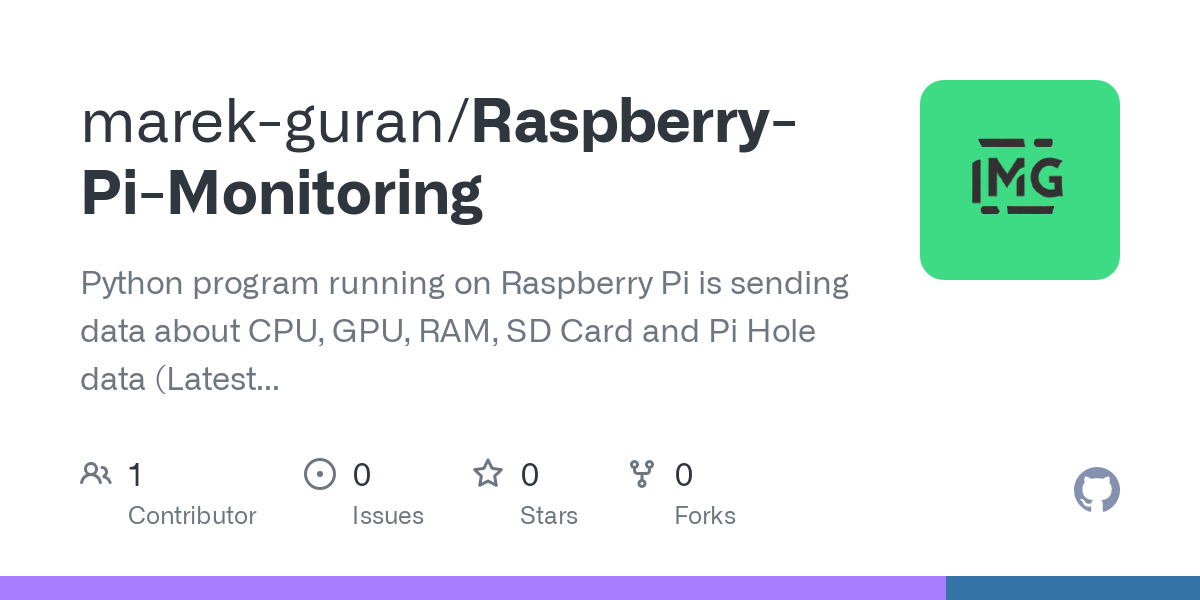 marek-guran/Raspberry-
Pi-Monitoring
IMG
Python program running on Raspberry Pi is sending
data about CPU, GPU, RAM, SD Card and Pi Hole
data (Latest...
1 0 0 0
Contributor Issues Stars Forks